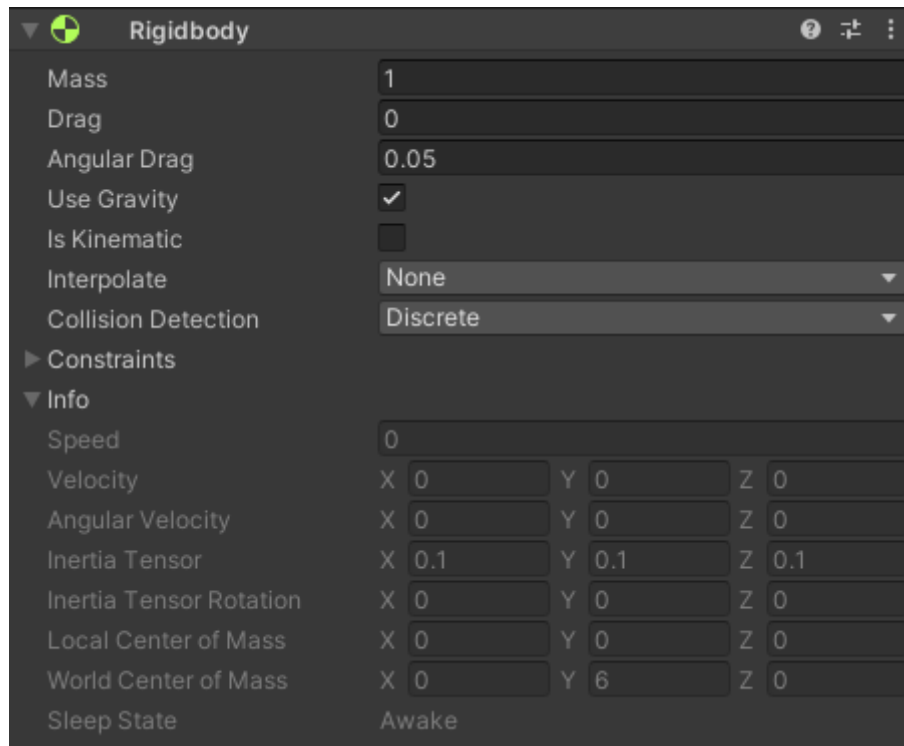 Rigidbody
Mass 1
Drag 0
Angular Drag 0.05
Use Gravity
Is Kinematic
Interpolate None
Collision Detection Discrete
Constraints
Info
Speed 0
Velocity X 0 Y 0 Z 0
Angular Velocity X 0 Y 0 Z 0
Inertia Tensor X 0.1 Y 0.1 Z 0.1
Inertia Tensor Rotation X 0 Y 0 Z 0
Local Center of Mass X 0 Y 0 Z 0
World Center of Mass X 0 Y 6 Z 0
Sleep State Awake